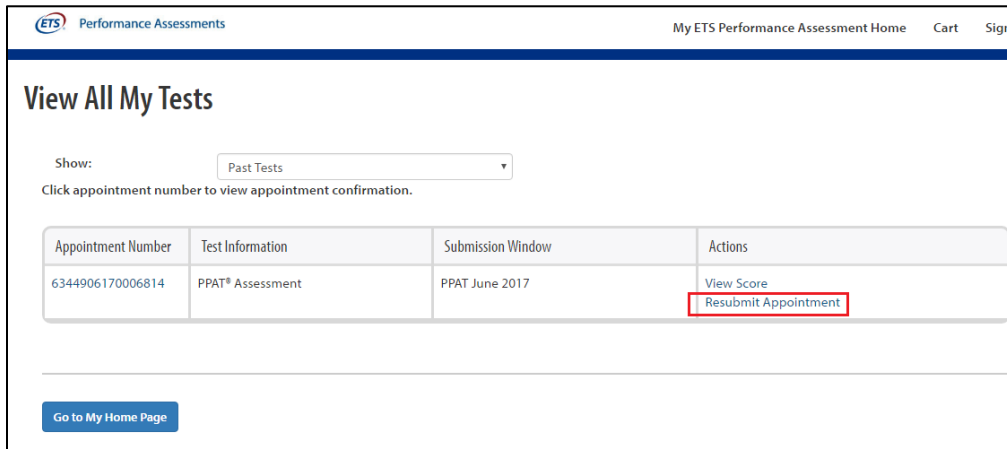 ETS Performance Assessments
My ETS Performance Assessment Home Cart Sign
View All My Tests
Show: Past Tests
Click appointment number to view appointment confirmation.
Appointment Number Test Information Submission Window Actions
6344906170006814 PPAT® Assessment PPAT June 2017 View Score
Resubmit Appointment
Go to My Home Page